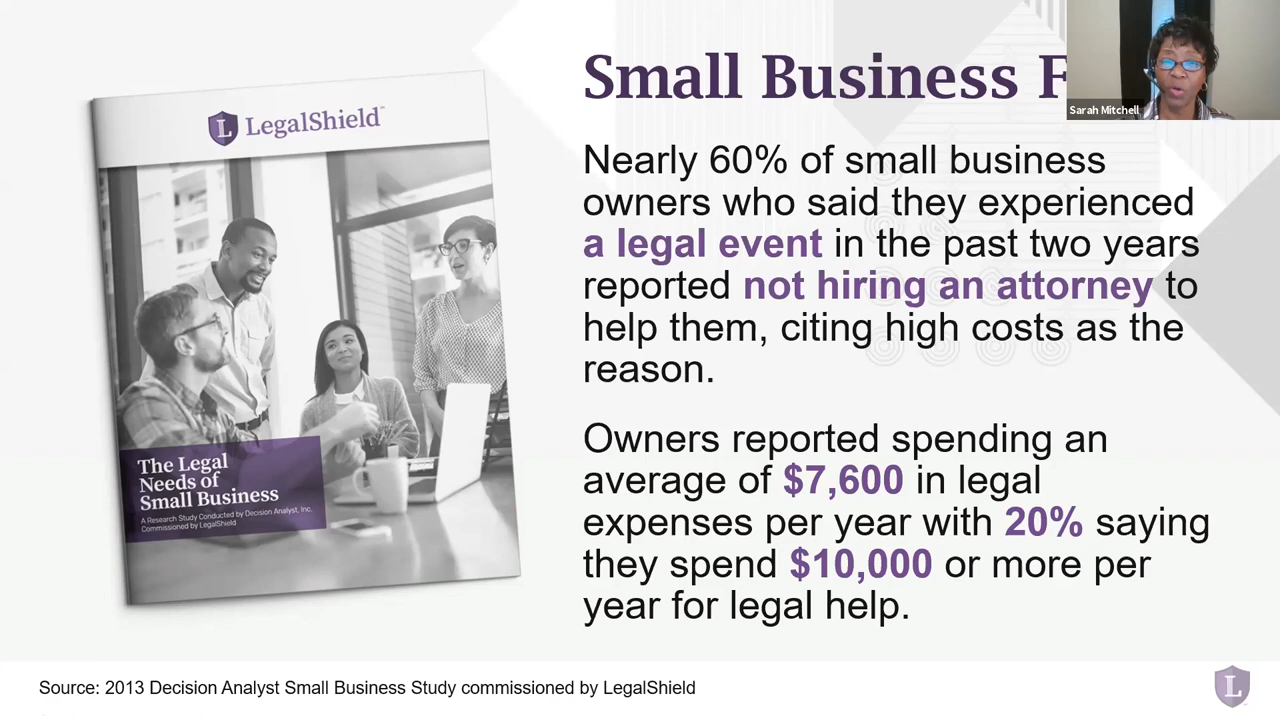 Small Business F
Sarah Mitchell
L LegalShield™
Nearly 60% of small business
owners who said they experienced
a legal event in the past two years
reported not hiring an attorney to
help them, citing high costs as the
reason.
Owners reported spending an
average of $7,600 in legal
expenses per year with 20% saying
they spend $10,000 or more per
year for legal help.
The Legal
Needs of
Small Business
A Research Study Conducted by Decision Analyst, Inc.
Commissioned by LegalShield
Source: 2013 Decision Analyst Small Business Study commissioned by LegalShield
L